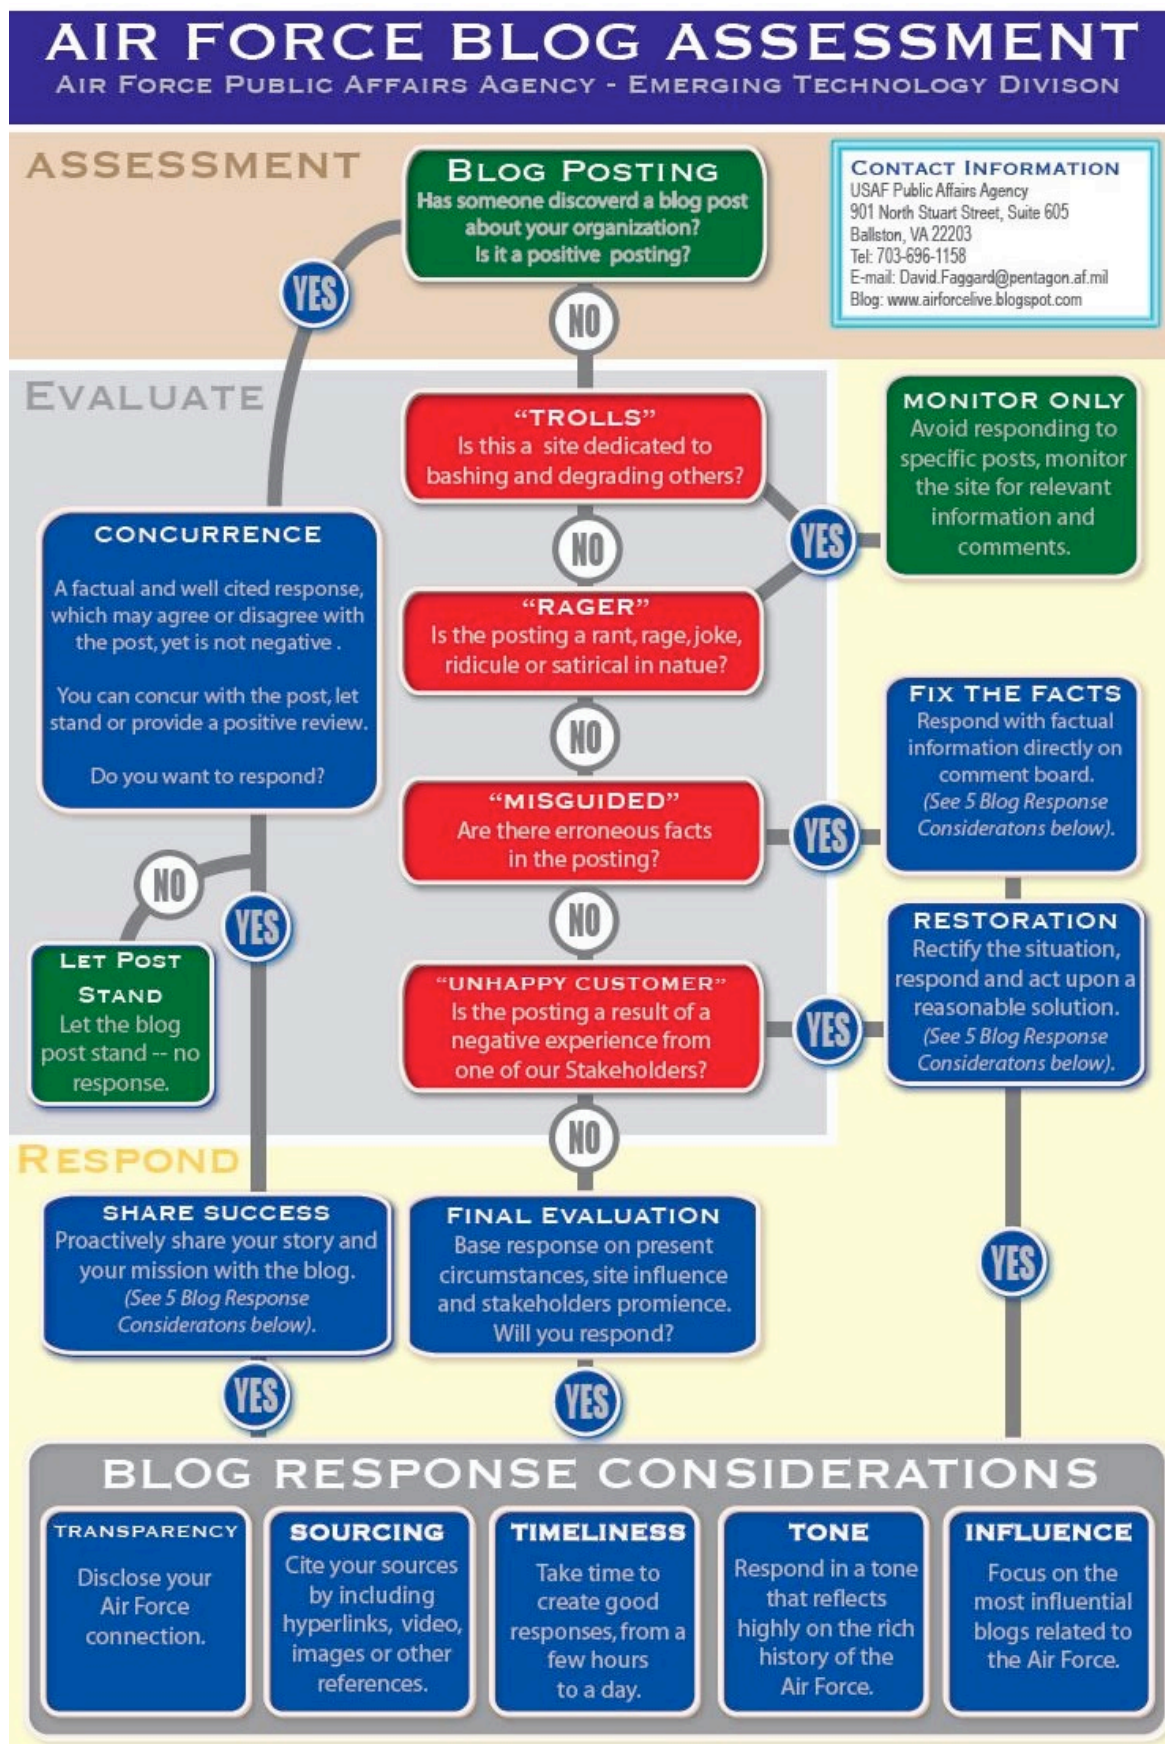 AIR FORCE BLOG ASSESSMENT
AIR FORCE PUBLIC AFFAIRS AGENCY - EMERGING TECHNOLOGY DIVISON
ASSESSMENT
BLOG POSTING
Has someone discoverd a blog post
about your organization?
Is it a positive posting?
CONTACT INFORMATION
USAF Public Affairs Agency
901 North Stuart Street, Suite 605
Ballston, VA 22203
Tel: 703-696-1158
E-mail: David.Faggard@pentagon.af.mil
Blog: www.airforcelive.blogspot.com
YES
NO
EVALUATE
"TROLLS"
Is this a site dedicated to
bashing and degrading others?
MONITOR ONLY
Avoid responding to
specific posts, monitor
the site for relevant
information and
comments.
YES
NO
CONCURRENCE
A factual and well cited response,
which may agree or disagree with
the post, yet is not negative .
You can concur with the post, let
stand or provide a positive review.
Do you want to respond?
"RAGER"
Is the posting a rant, rage, joke,
ridicule or satirical in natue?
NO
FIX THE FACTS
Respond with factual
information directly on
comment board.
(See 5 Blog Response
Consideratons below).
"MISGUIDED"
Are there erroneous facts
in the posting?
YES
NO
NO
YES
LET POST
STAND
Let the blog
post stand -- no
response.
"UNHAPPY CUSTOMER"
Is the posting a result of a
negative experience from
one of our Stakeholders?
YES
RESTORATION
Rectify the situation,
respond and act upon a
reasonable solution.
(See 5 Blog Response
Consideratons below).
NO
RESPOND
SHARE SUCCESS
Proactively share your story and
your mission with the blog.
(See 5 Blog Response
Consideratons below).
FINAL EVALUATION
Base response on present
circumstances, site influence
and stakeholders promience.
Will you respond?
YES
YES
YES
BLOG RESPONSE CONSIDERATIONS
TRANSPARENCY
Disclose your
Air Force
connection.
SOURCING
Cite your sources
by including
hyperlinks, video,
images or other
references.
TIMELINESS
Take time to
create good
responses, from a
few hours
to a day.
TONE
Respond in a tone
that reflects
highly on the rich
history of the
Air Force.
INFLUENCE
Focus on the
most influential
blogs related to
the Air Force.